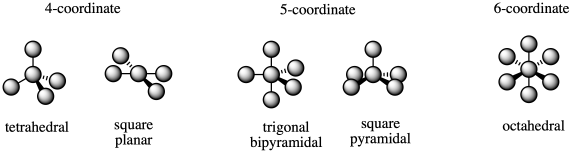 4-coordinate
5-coordinate
6-coordinate
tetrahedral
square
planar
trigonal
bipyramidal
square
pyramidal
octahedral